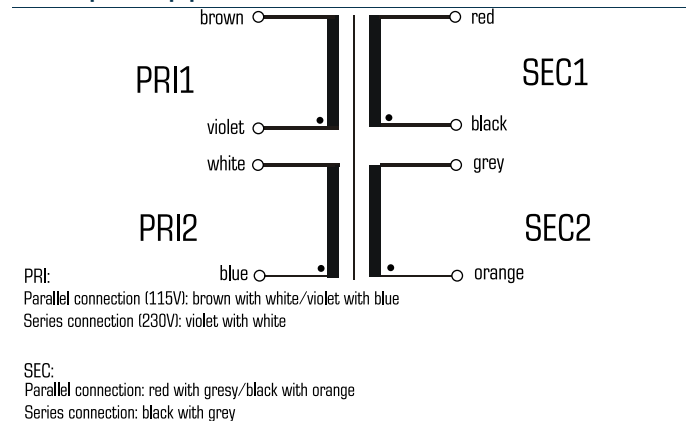 brown
red
PRI1
SEC1
violet
black
white
grey
PRI2
SEC2
blue
orange
PRI:
Parallel connection (115V): brown with white/violet with blue
Series connection (230V): violet with white
SEC:
Parallel connection: red with gresy/black with orange
Series connection: black with grey